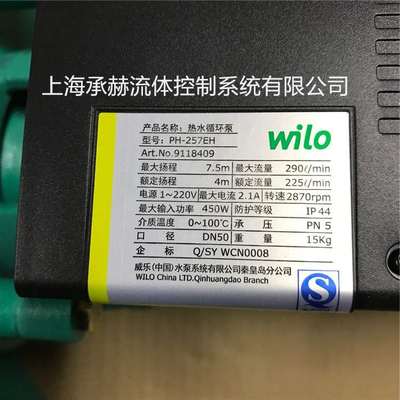 上海承赫流体控制系统有限公司
产品名称：热水循环泵
型号：PH-257EH
Art.No.9118409
wilo
最大扬程 7.5m 最大流量 290ℓ/min
额定扬程 4m 额定流量 225ℓ/min
电源 1~220V 最大电流 2.1A 转速 2870rpm
最大输入功率 450W 防护等级 IP44
介质温度 0~100℃ 承压 PN 5
口径 DN50 重量 15Kg
企标 Q/SY WCN0008
威乐(中国)水泵系统有限公司秦皇岛分公司
WILO China LTD.Qinhuangdao Branch